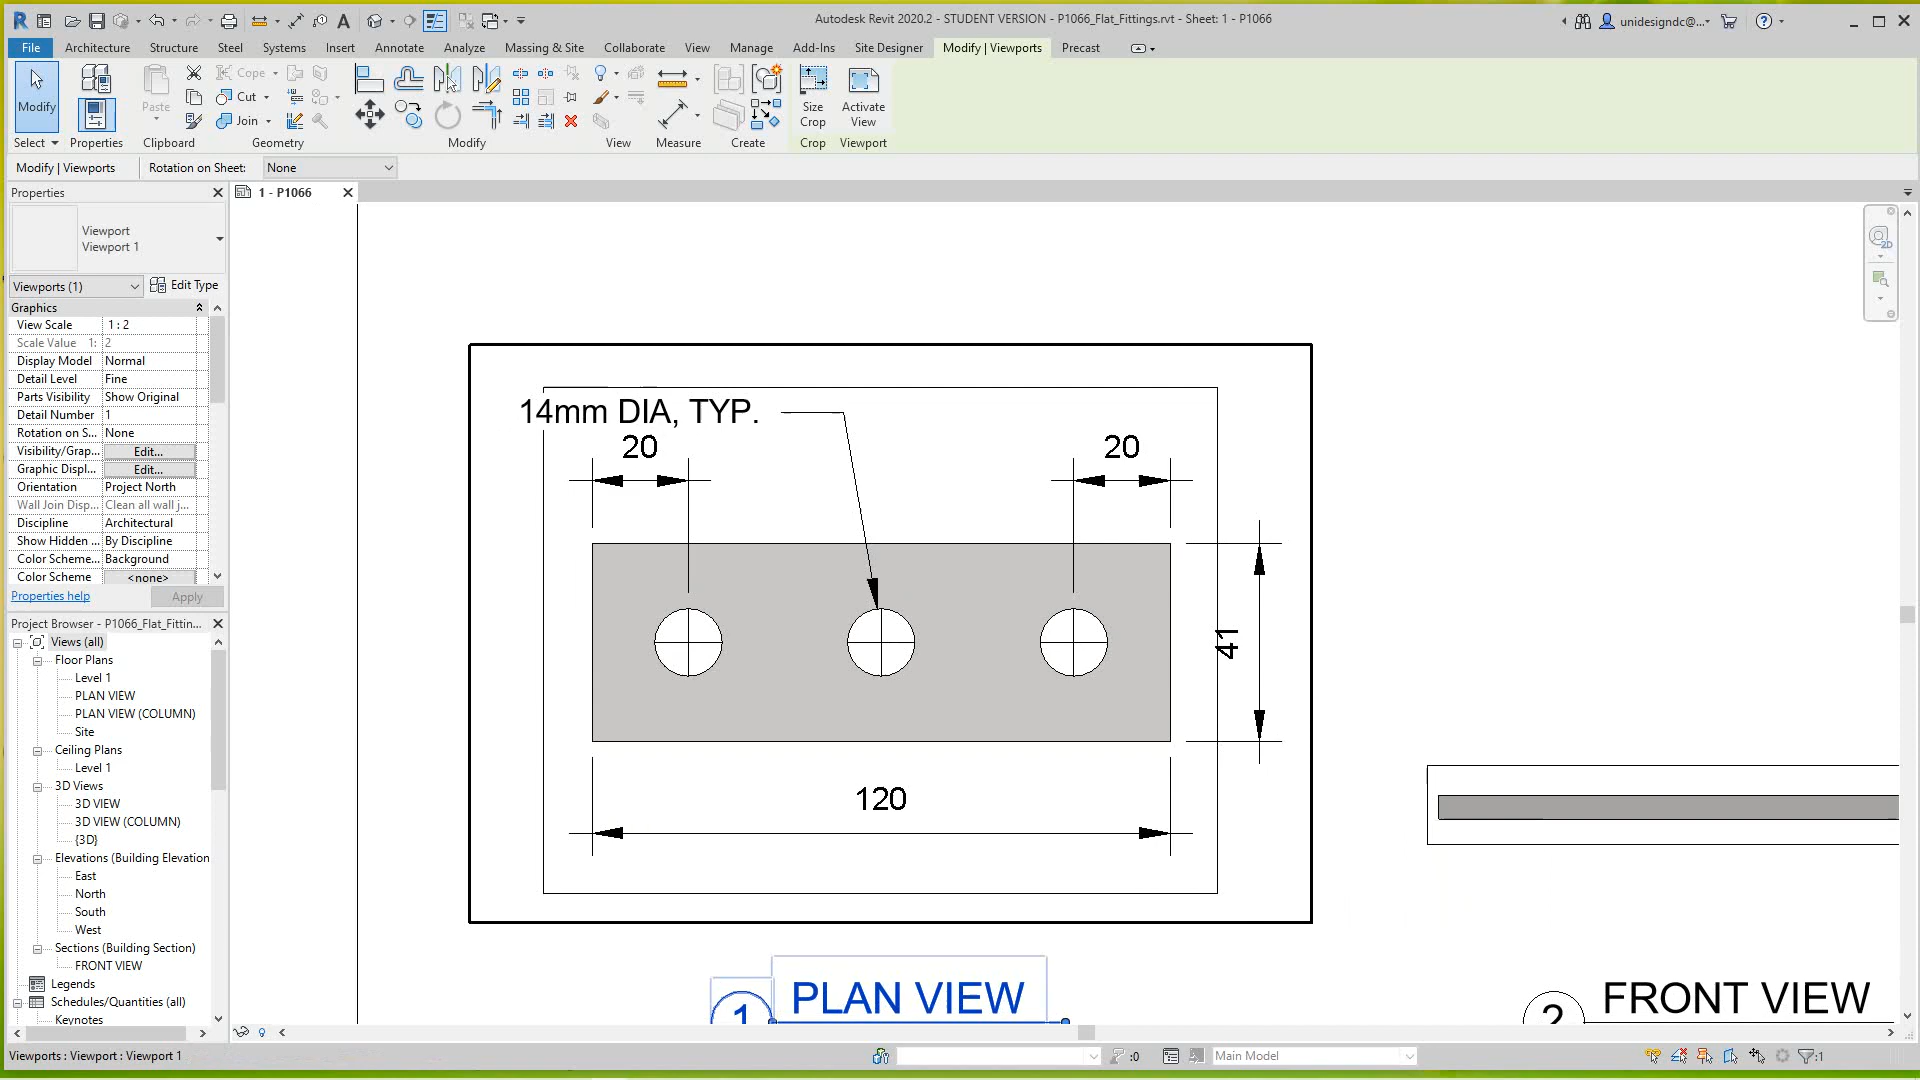 Autodesk Revit 2020.2 - STUDENT VERSION - P1066_Flat_Fittings.rvt - Sheet: 1 - P1066
unidesigndc@...
File Architecture Structure Steel Systems Insert Annotate Analyze Massing & Site Collaborate View Manage Add-Ins Site Designer Modify | Viewports Precast
Modify
Paste
Cope
Cut
Join
Size Crop
Activate View
Select Properties Clipboard Geometry Modify View Measure Create Crop Viewport
Modify | Viewports Rotation on Sheet: None
Properties
1 - P1066
Viewport
Viewport 1
Viewports (1) Edit Type
Graphics
View Scale 1 : 2
Scale Value 1: 2
Display Model Normal
Detail Level Fine
Parts Visibility Show Original
Detail Number 1
Rotation on S... None
Visibility/Grap... Edit...
Graphic Displ... Edit...
Orientation Project North
Wall Join Disp... Clean all wall j...
Discipline Architectural
Show Hidden ... By Discipline
Color Scheme... Background
Color Scheme <none>
Properties help Apply
Project Browser - P1066_Flat_Fittin...
Views (all)
Floor Plans
Level 1
PLAN VIEW
PLAN VIEW (COLUMN)
Site
Ceiling Plans
Level 1
3D Views
3D VIEW
3D VIEW (COLUMN)
{3D}
Elevations (Building Elevation
East
North
South
West
Sections (Building Section)
FRONT VIEW
Legends
Schedules/Quantities (all)
Keynotes
14mm DIA, TYP.
20
20
41
120
1 PLAN VIEW
2 FRONT VIEW
2D
Viewports : Viewport : Viewport 1
:0
Main Model
:1